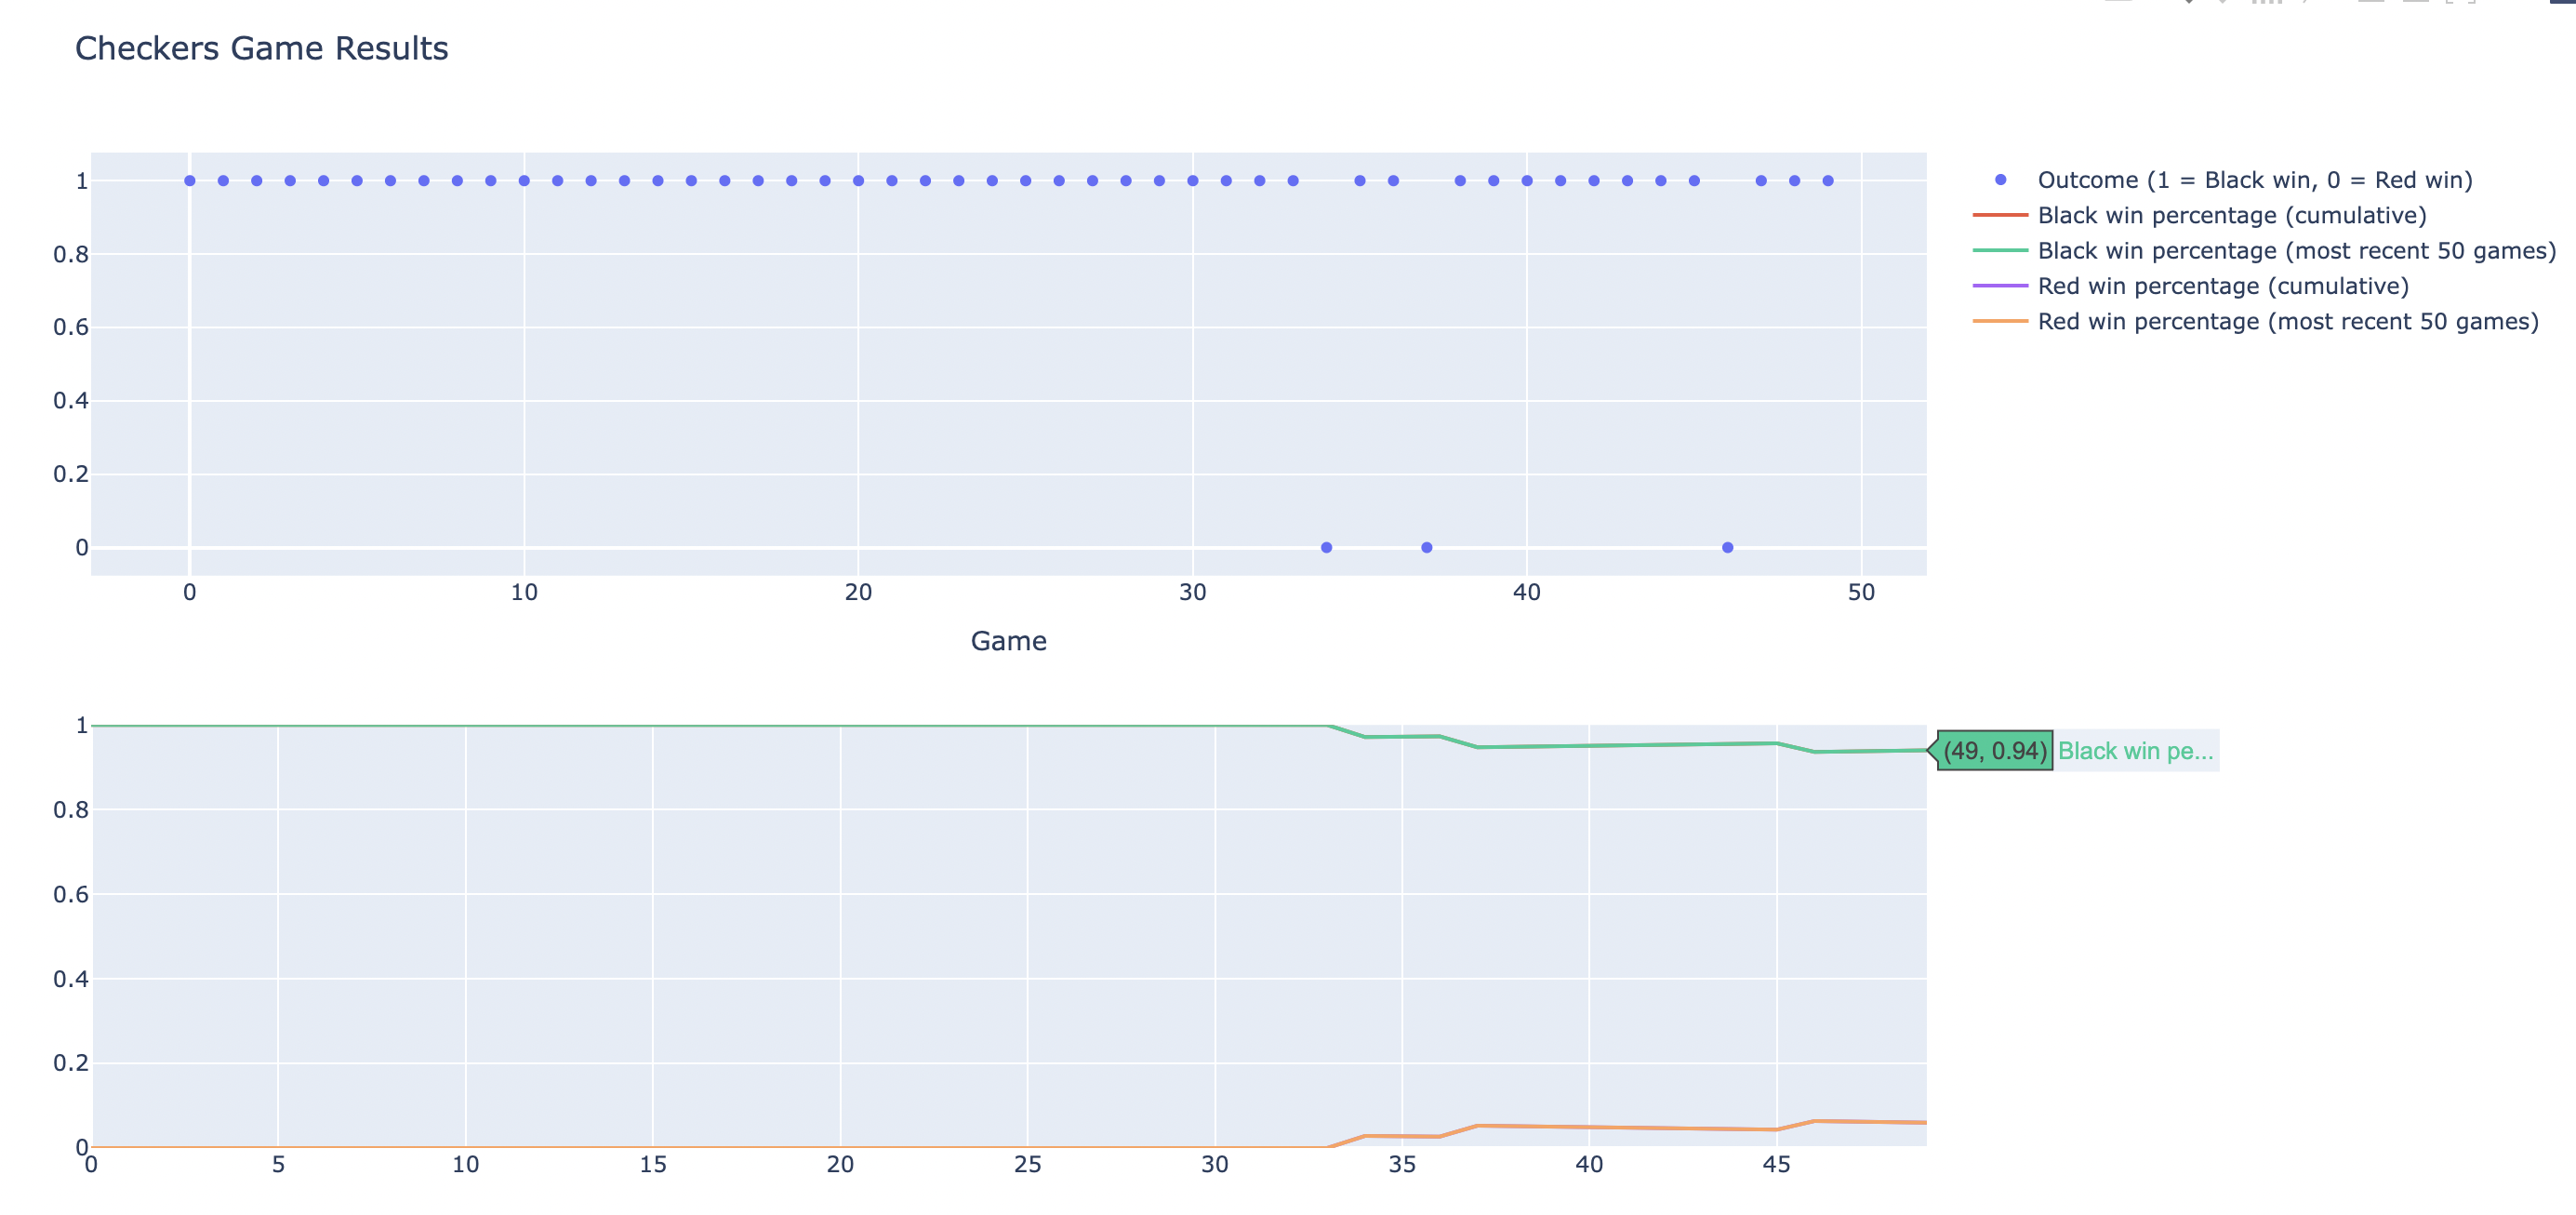 Checkers Game Results
1
0.8
0.6
0.4
0.2
0
0 10 20 30 40 50
Game
Outcome (1 = Black win, 0 = Red win)
Black win percentage (cumulative)
Black win percentage (most recent 50 games)
Red win percentage (cumulative)
Red win percentage (most recent 50 games)
1
0.8
0.6
0.4
0.2
0
0 5 10 15 20 25 30 35 40 45
(49, 0.94) Black win pe...